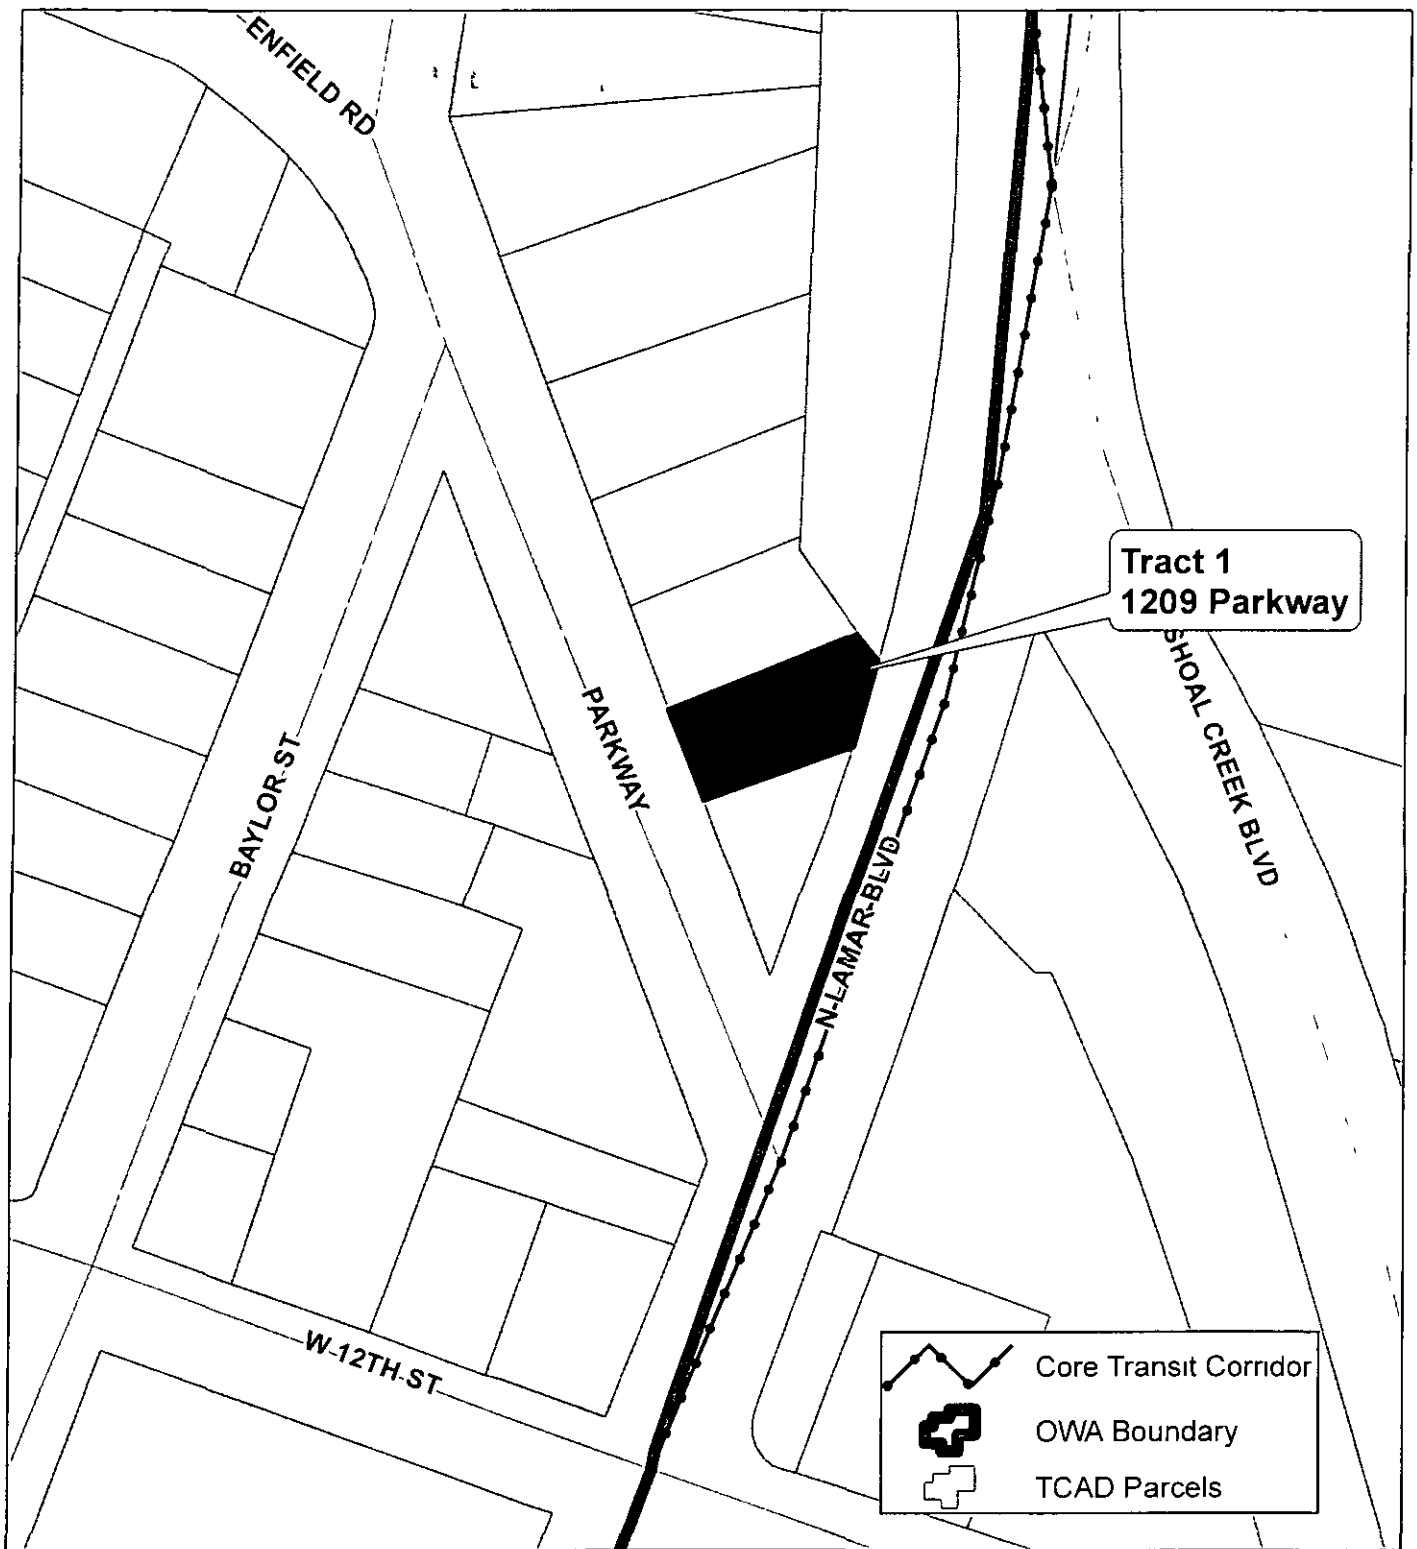 ENFIELD RD
Tract 1
1209 Parkway
SHOAL CREEK BLVD
PARKWAY
BAYLOR ST
N LAMAR BLVD
W 12TH ST
Core Transit Corridor
OWA Boundary
TCAD Parcels